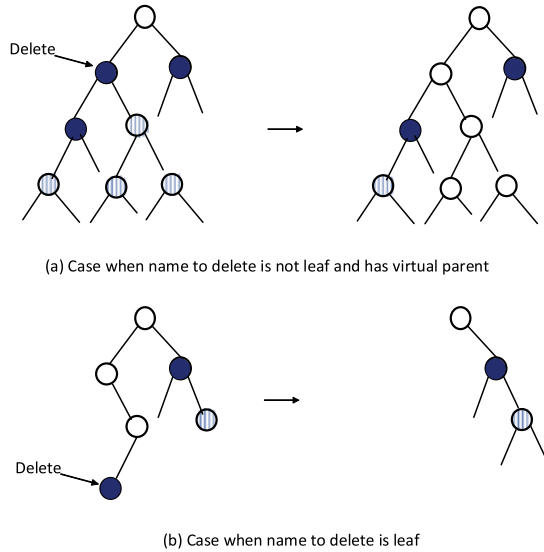 Delete
(a) Case when name to delete is not leaf and has virtual parent
Delete
(b) Case when name to delete is leaf